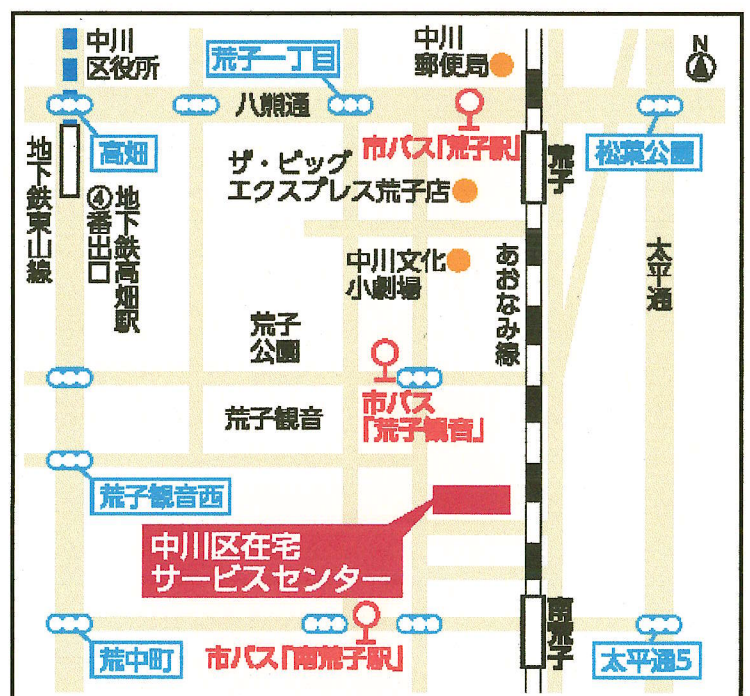 中川
区役所
荒子一丁目
中川
郵便局
N
八熊通
高畑
市バス「荒子駅」
荒子
松葉公園
地下鉄東山線
地下鉄高畑駅
④番出口
ザ・ビッグ
エクスプレス荒子店
中川文化
小劇場
あおなみ線
太平通
荒子
公園
市バス
「荒子観音」
荒子観音
荒子観音西
中川区在宅
サービスセンター
荒中町
市バス「南荒子駅」
南荒子
太平通5